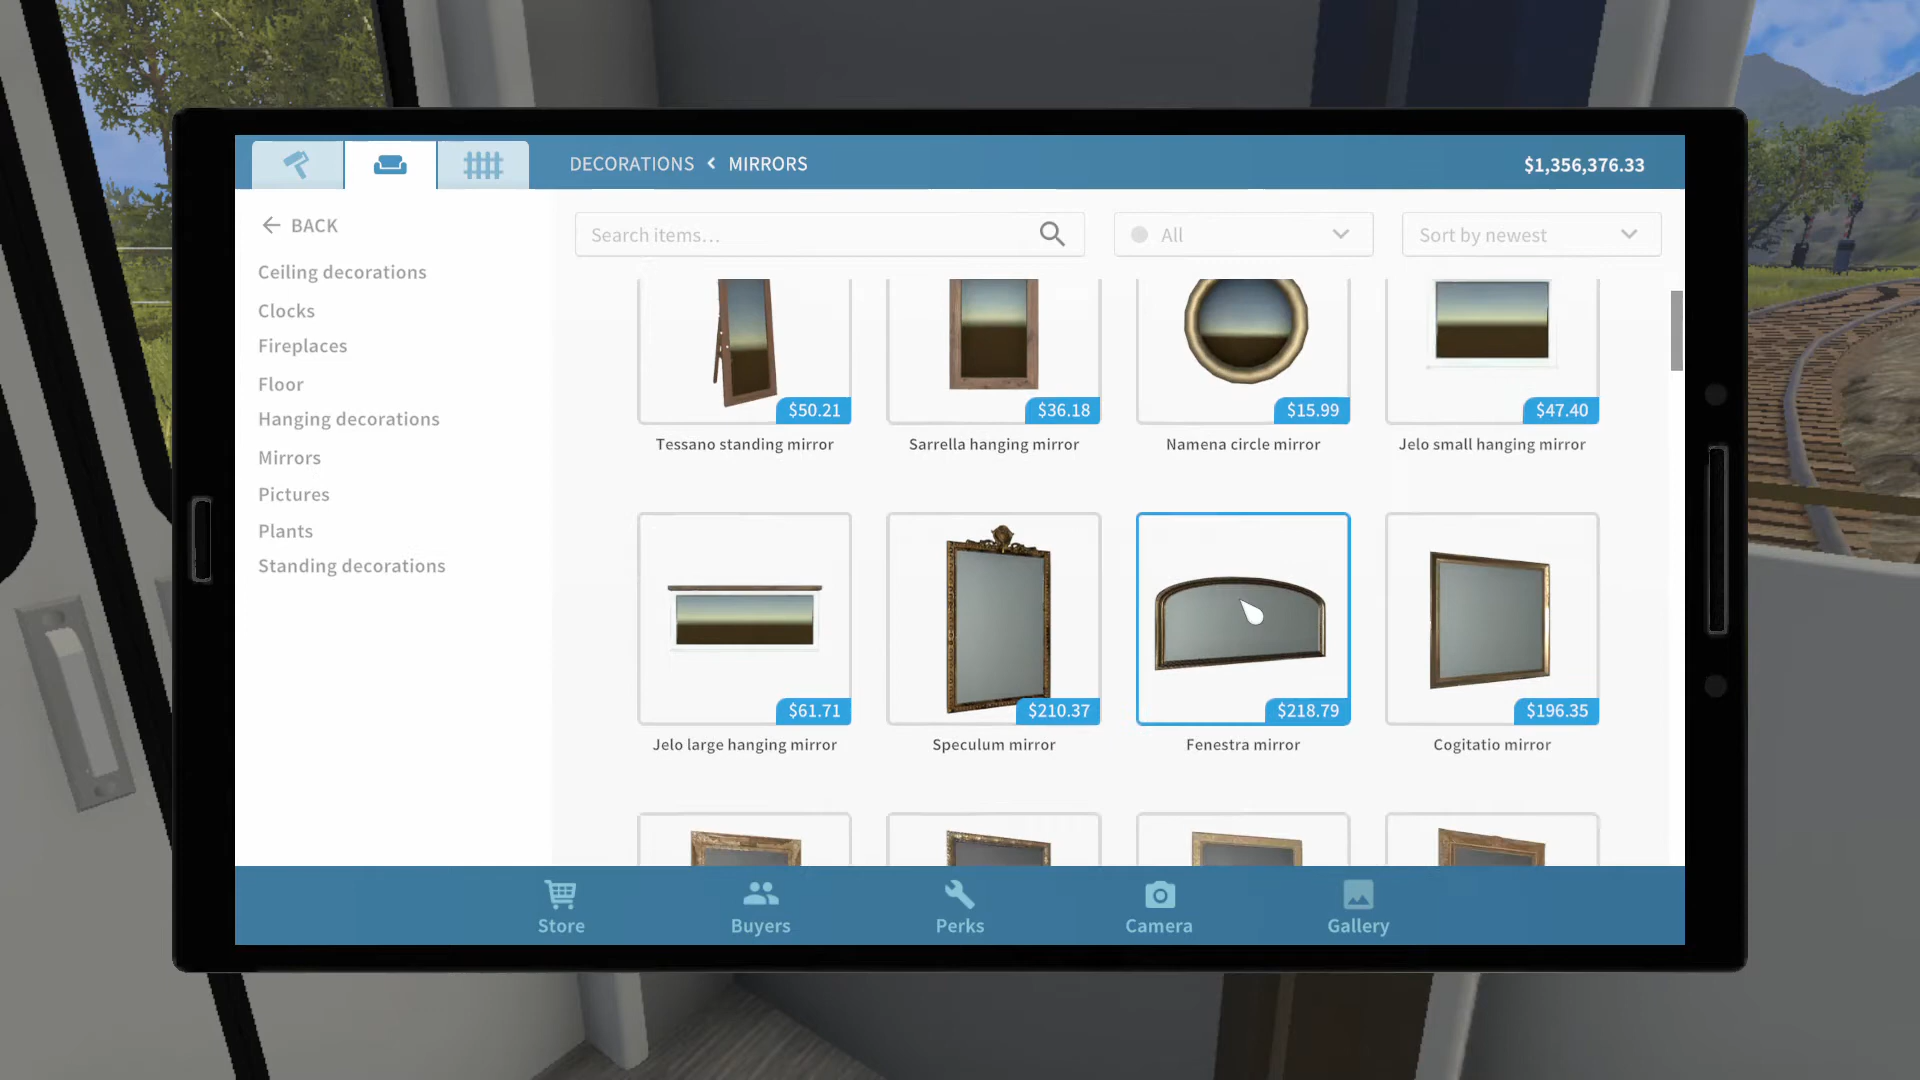 DECORATIONS < MIRRORS
$1,356,376.33
BACK
Ceiling decorations
Clocks
Fireplaces
Floor
Hanging decorations
Mirrors
Pictures
Plants
Standing decorations
Search items...
All
Sort by newest
$50.21
$36.18
$15.99
$47.40
Tessano standing mirror
Sarrella hanging mirror
Namena circle mirror
Jelo small hanging mirror
$61.71
$210.37
$218.79
$196.35
Jelo large hanging mirror
Speculum mirror
Fenestra mirror
Cogitatio mirror
Store
Buyers
Perks
Camera
Gallery